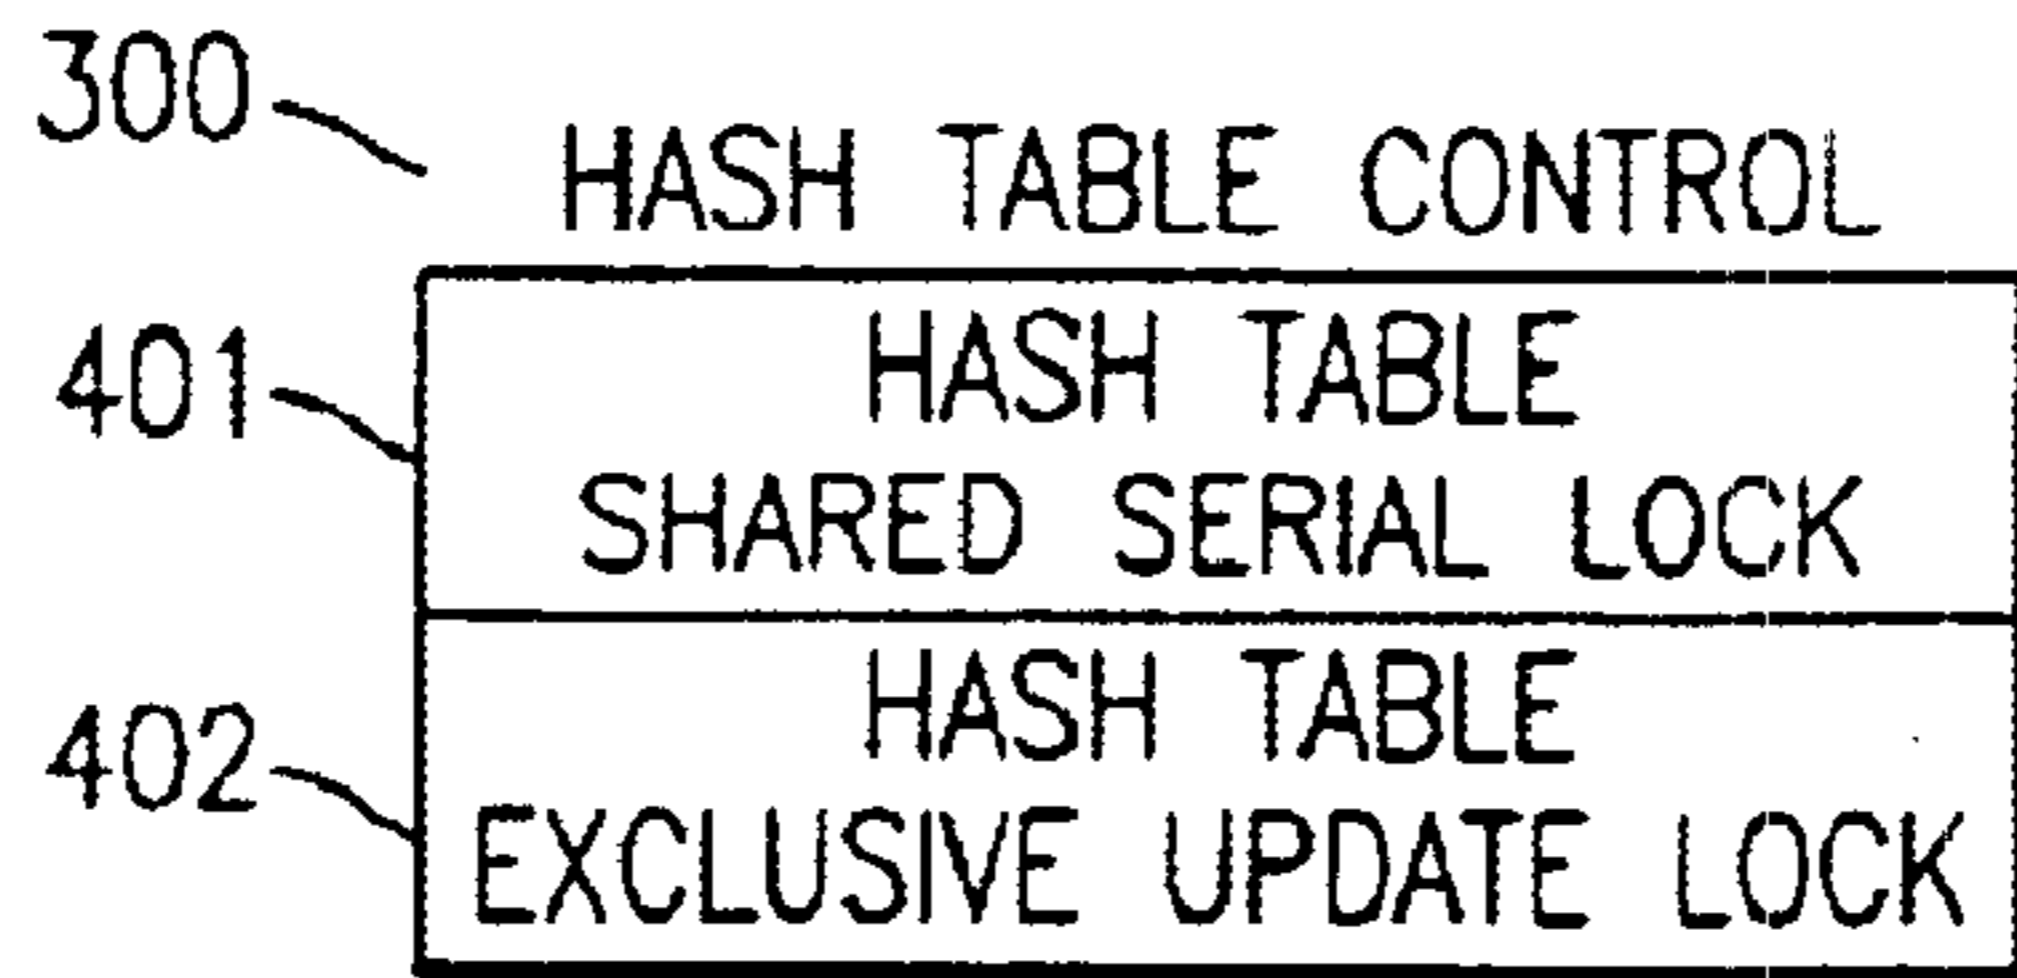 300
HASH TABLE CONTROL
401
HASH TABLE
SHARED SERIAL LOCK
402
HASH TABLE
EXCLUSIVE UPDATE LOCK